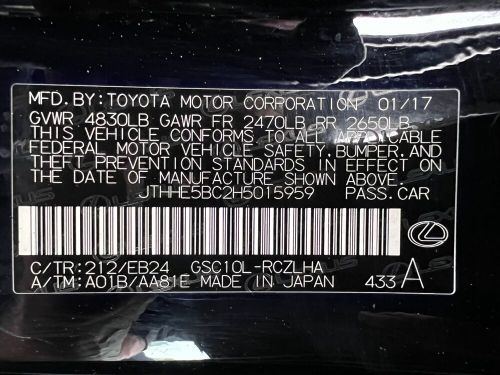 MFD.BY:TOYOTA MOTOR CORPORATION 01/17
GVWR 4830LB GAWR FR 2470LB RR 2650LB
THIS VEHICLE CONFORMS TO ALL APPLICABLE
FEDERAL MOTOR VEHICLE SAFETY,BUMPER,AND
THEFT PREVENTION STANDARDS IN EFFECT ON
THE DATE OF MANUFACTURE SHOWN ABOVE.
JTHHE5BC2H5015959 PASS.CAR
C/TR:212/EB24 GSC10L-RCZLHA
A/TM:A01B/AA81E MADE IN JAPAN 433A